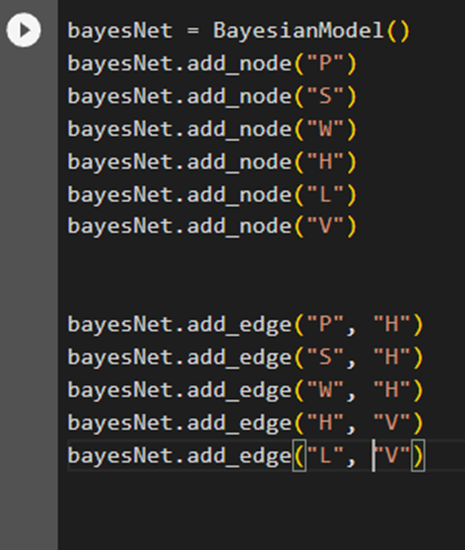 bayesNet = BayesianModel()
bayesNet.add_node("P")
bayesNet.add_node("S")
bayesNet.add_node("W")
bayesNet.add_node("H")
bayesNet.add_node("L")
bayesNet.add_node("V")
bayesNet.add_edge("P", "H")
bayesNet.add_edge("S", "H")
bayesNet.add_edge("W", "H")
bayesNet.add_edge("H", "V")
bayesNet.add_edge("L", "V")